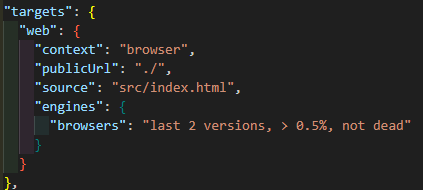 "targets": {
"web": {
"context": "browser",
"publicUrl": "./",
"source": "src/index.html",
"engines": {
"browsers": "last 2 versions, > 0.5%, not dead"
}
}
},